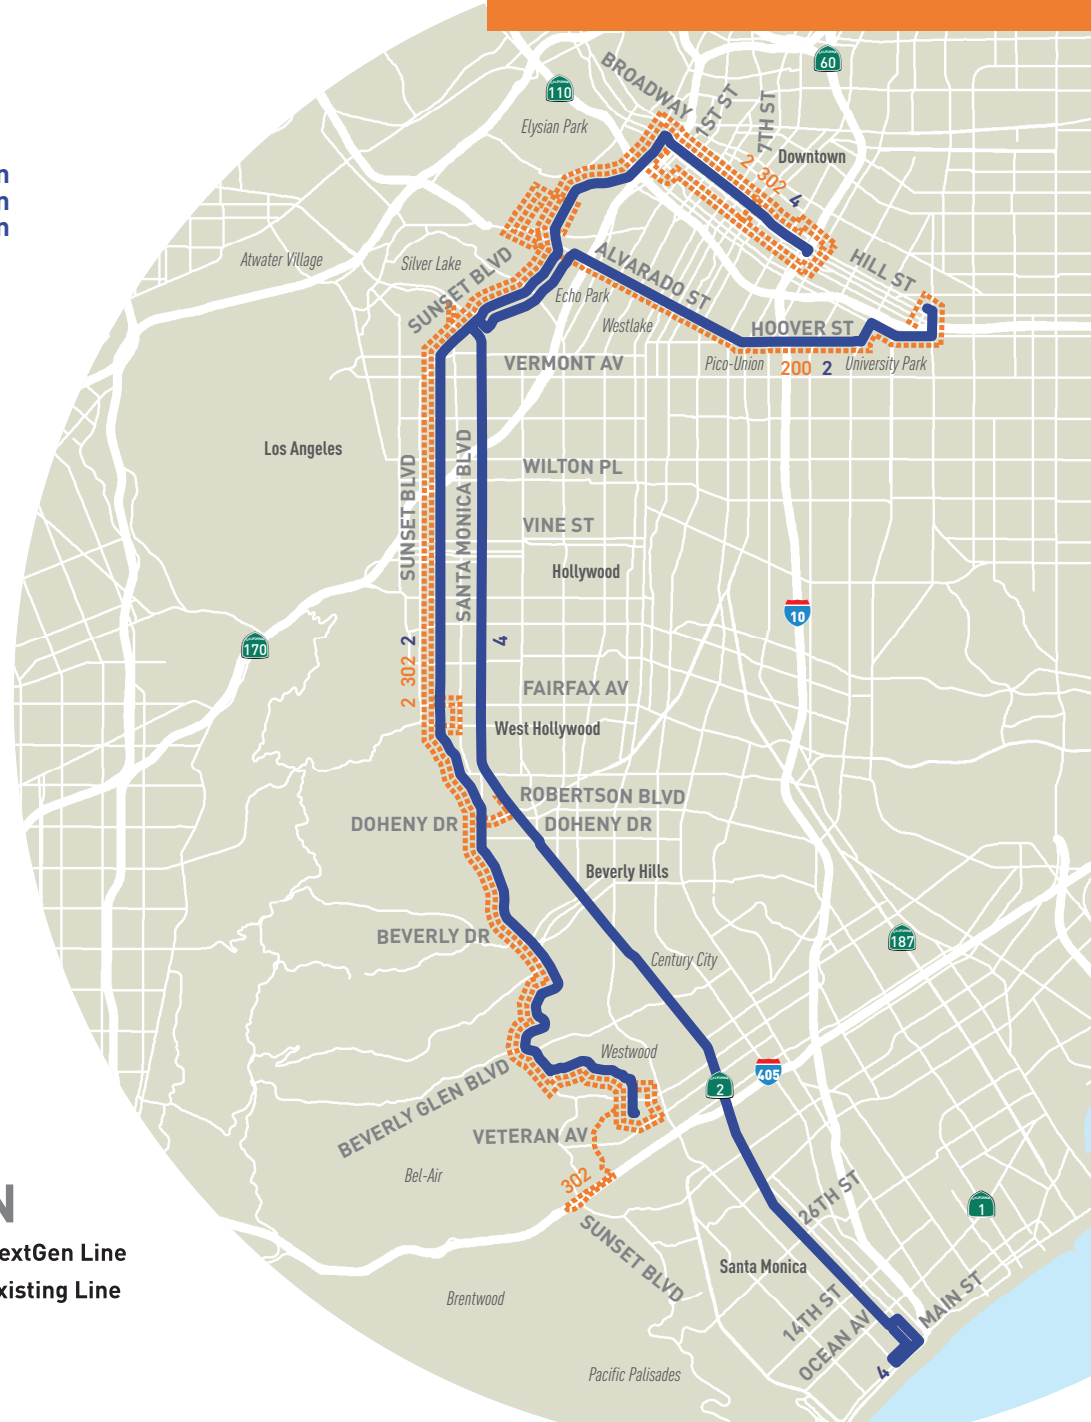 60
BROADWAY
110
1ST ST
7TH ST
Elysian Park
Downtown
2 302 4
n
n
n
ALVARADO ST
HILL ST
Atwater Village
Silver Lake
SUNSET BLVD
Echo Park
Westlake
HOOVER ST
VERMONT AV
Pico-Union
200 2
University Park
Los Angeles
SUNSET BLVD
SANTA MONICA BLVD
WILTON PL
VINE ST
Hollywood
10
170
2 302 2
4
FAIRFAX AV
West Hollywood
ROBERTSON BLVD
DOHENY DR
DOHENY DR
Beverly Hills
BEVERLY DR
187
Century City
Westwood
405
2
BEVERLY GLEN BLVD
VETERAN AV
Bel-Air
302
26TH ST
1
N
SUNSET BLVD
extGen Line
Santa Monica
xisting Line
Brentwood
14TH ST
OCEAN AV
MAIN ST
4
Pacific Palisades